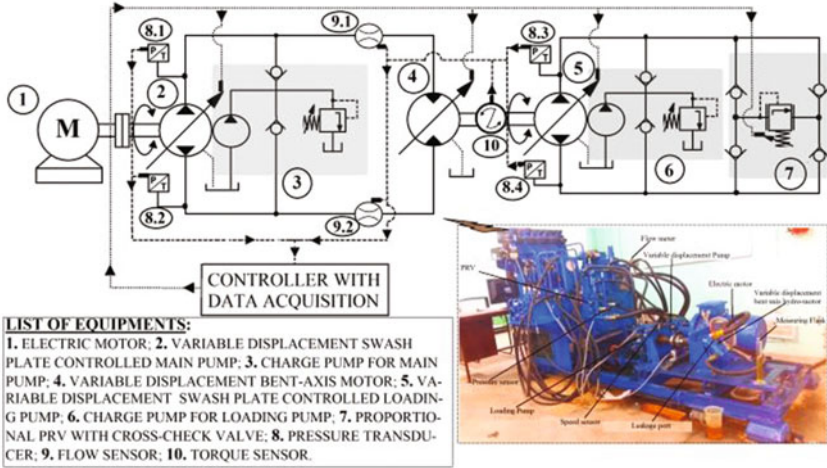 8.1
9.1
8.3
1
2
4
5
M
P T
P T
P T
P T
10
3
6
7
8.2
9.2
8.4
CONTROLLER WITH
DATA ACQUISITION
LIST OF EQUIPMENTS:
1. ELECTRIC MOTOR; 2. VARIABLE DISPLACEMENT SWASH
PLATE CONTROLLED MAIN PUMP; 3. CHARGE PUMP FOR MAIN
PUMP; 4. VARIABLE DISPLACEMENT BENT-AXIS MOTOR; 5. VA-
RIABLE DISPLACEMENT SWASH PLATE CONTROLLED LOADIN-
G PUMP; 6. CHARGE PUMP FOR LOADING PUMP; 7. PROPORTIO-
NAL PRV WITH CROSS-CHECK VALVE; 8. PRESSURE TRANSDU-
CER; 9. FLOW SENSOR; 10. TORQUE SENSOR.
Flow meter
Variable displacement Pump
PRV
Electric motor
Variable displacement
bent-axis hydro-motor
Measuring Flask
Pressure sensor
Loading Pump
Speed sensor
Leakage port